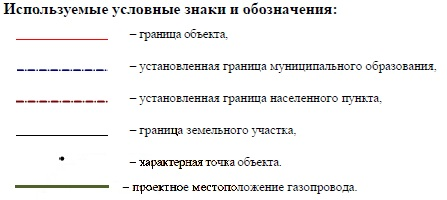 Используемые условные знаки и обозначения:
– граница объекта,
– установленная граница муниципального образования,
– установленная граница населенного пункта,
– граница земельного участка,
– характерная точка объекта.
– проектное местоположение газопровода.